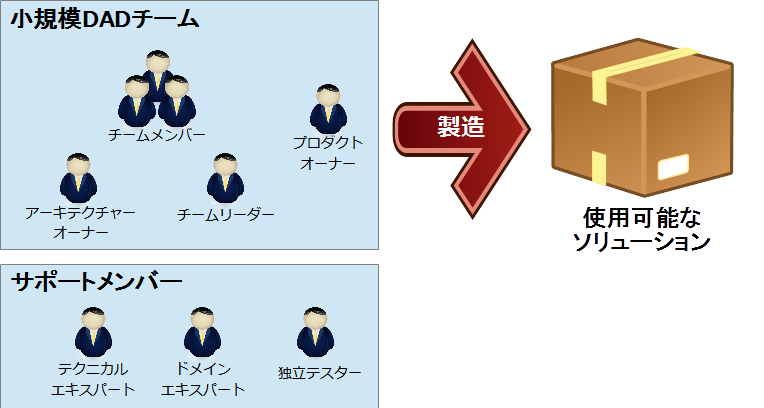 小規模DADチーム
チームメンバー
プロダクト
オーナー
アーキテクチャー
オーナー
チームリーダー
製造
使用可能な
ソリューション
サポートメンバー
テクニカル
エキスパート
ドメイン
エキスパート
独立テスター